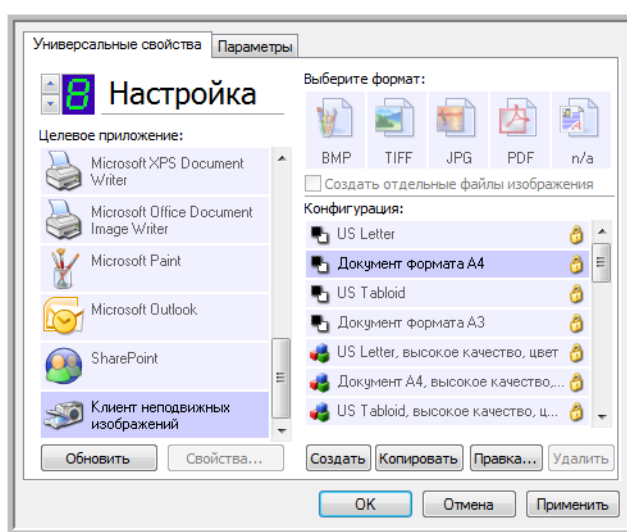 Универсальные свойства
Параметры
8
Настройка
Целевое приложение:
Microsoft XPS Document
Writer
Microsoft Office Document
Image Writer
Microsoft Paint
Microsoft Outlook
SharePoint
Клиент неподвижных
изображений
Обновить
Свойства...
Выберите формат:
BMP
TIFF
JPG
PDF
n/a
Создать отдельные файлы изображения
Конфигурация:
US Letter
Документ формата A4
US Tabloid
Документ формата A3
US Letter, высокое качество, цвет
Документ A4, высокое качество,...
US Tabloid, высокое качество, ц...
Создать
Копировать
Правка...
Удалить
OK
Отмена
Применить